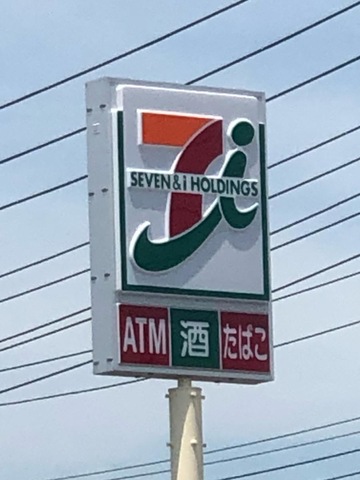 7i
SEVEN & i HOLDINGS
ATM 酒 たばこ